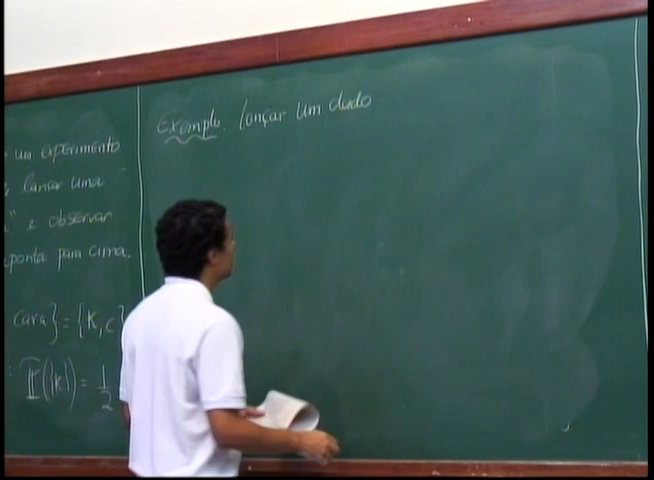 um experimento
lançar uma
" e observar
aponta para cima.
cara} = {K, c}
P({K}) = 1/2
Exemplo. Lançar um dado